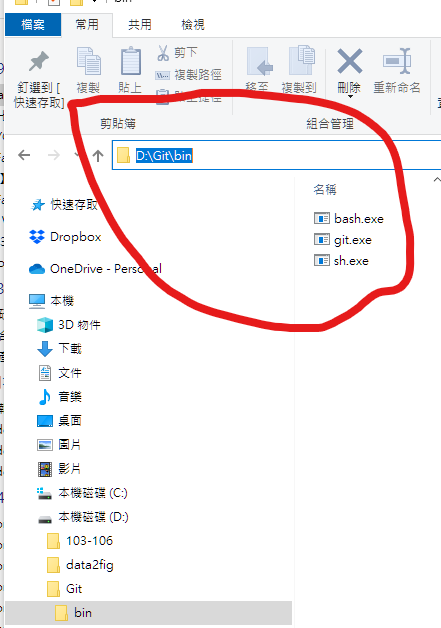 檔案
常用
共用
檢視
釘選到 [
快速存取]
複製
貼上
剪下
複製路徑
移至
複製到
刪除
重新命名
剪貼簿
組合管理
D:\Git\bin
快速存取
名稱
bash.exe
git.exe
sh.exe
Dropbox
OneDrive - Personal
本機
3D 物件
下載
文件
音樂
桌面
圖片
影片
本機磁碟 (C:)
本機磁碟 (D:)
103-106
data2fig
Git
bin